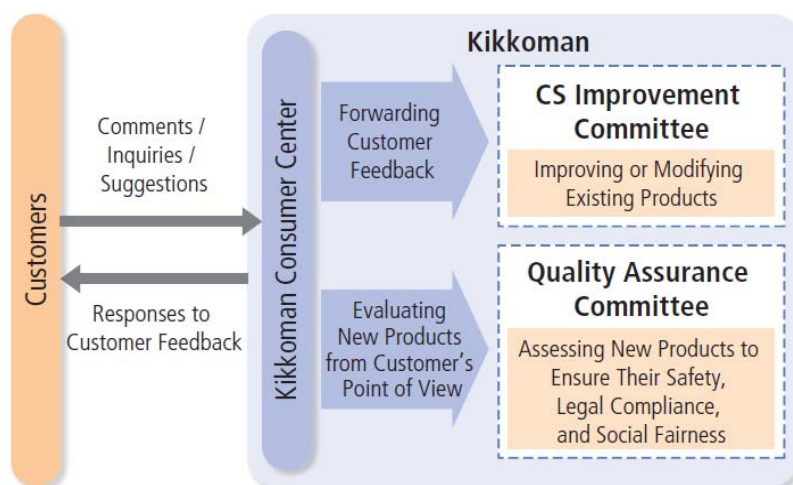 Kikkoman
Customers
Comments /
Inquiries /
Suggestions
Responses to
Customer Feedback
Kikkoman Consumer Center
Forwarding
Customer
Feedback
CS Improvement
Committee
Improving or Modifying
Existing Products
Evaluating
New Products
from Customer's
Point of View
Quality Assurance
Committee
Assessing New Products to
Ensure Their Safety,
Legal Compliance,
and Social Fairness